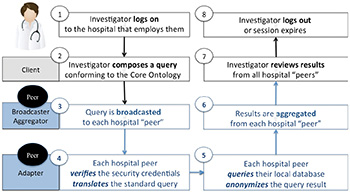 1
Investigator logs on
to the hospital that employs them
8
Investigator logs out
or session expires
Client
2
Investigator composes a query
conforming to the Core Ontology
7
Investigator reviews results
from all hospital "peers"
Peer
Broadcaster
Aggregator
3
Query is broadcasted
to each hospital "peer"
6
Results are aggregated
from each hospital "peer"
Peer
Adapter
4
Each hospital peer
verifies the security credentials
translates the standard query
5
Each hospital peer
queries their local database
anonymizes the query result